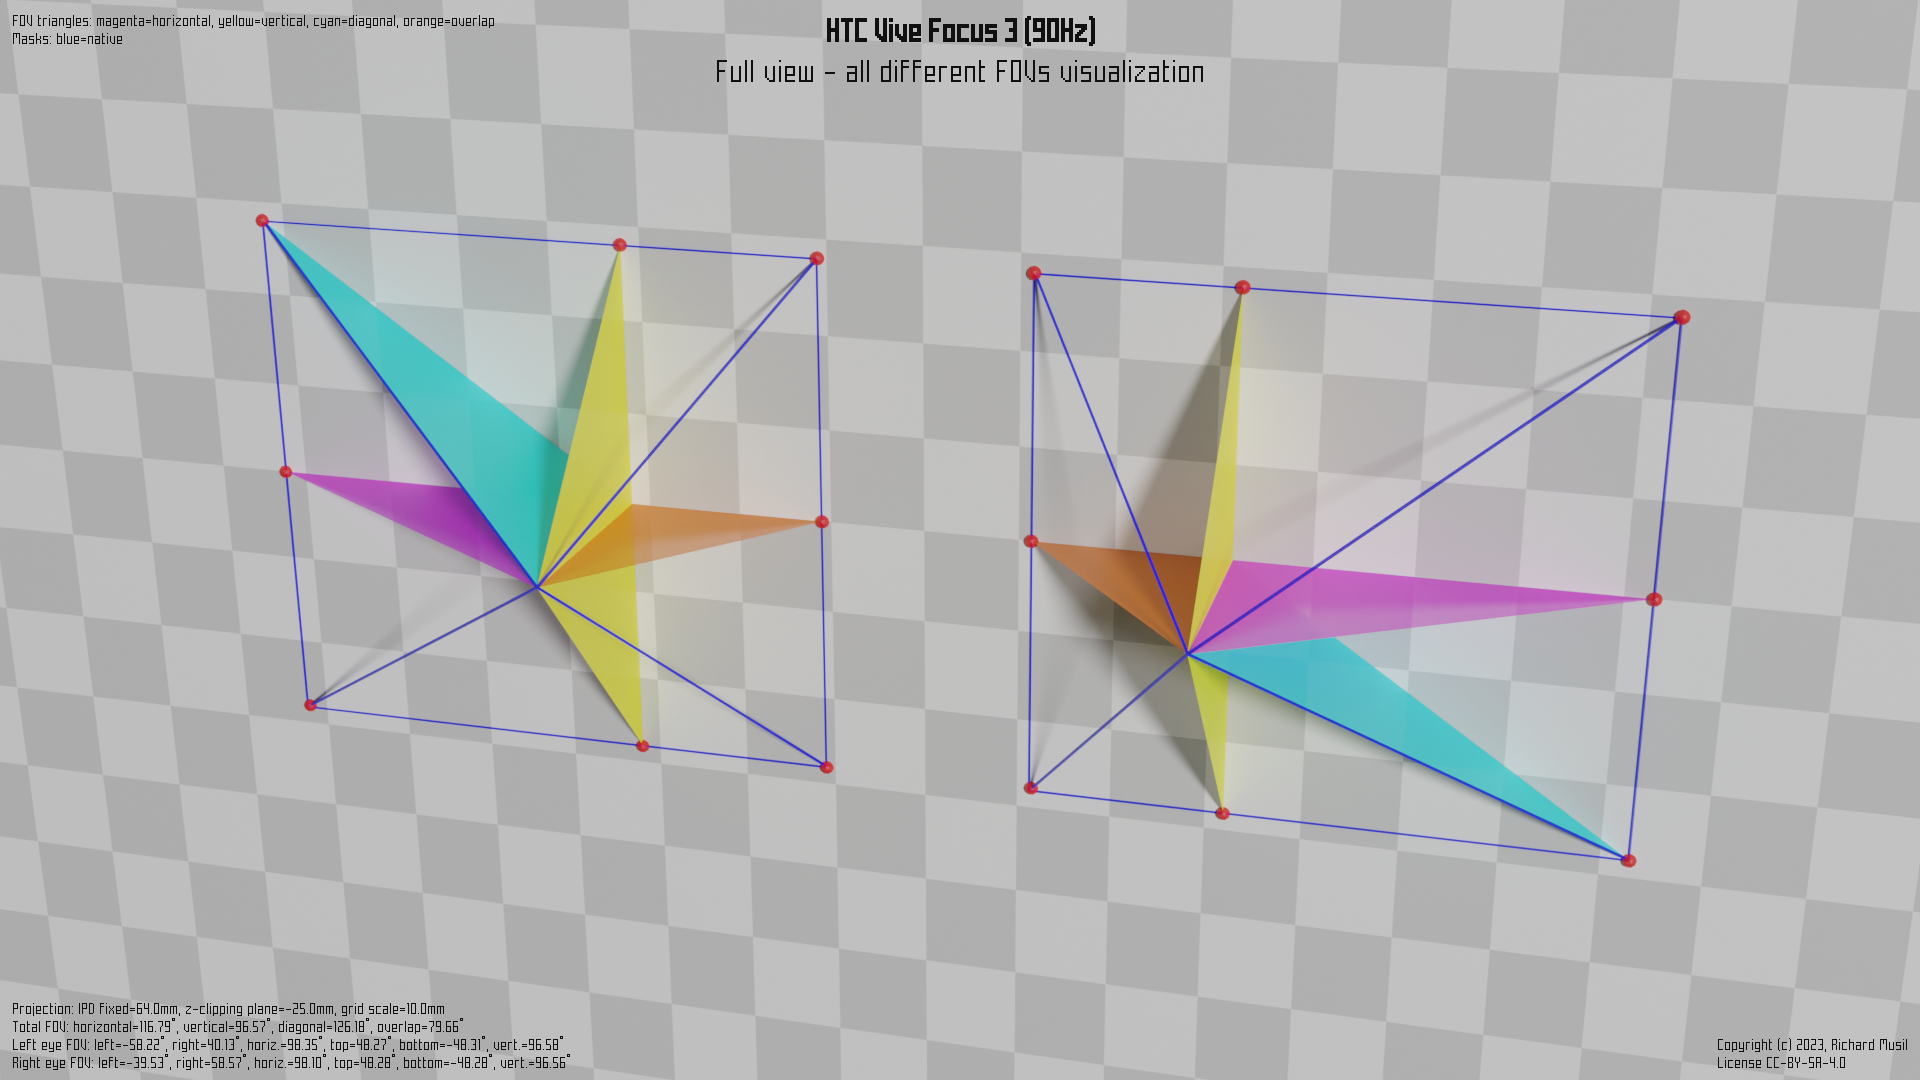 FOV triangles: magenta=horizontal, yellow=vertical, cyan=diagonal, orange=overlap
Masks: blue=native
HTC Vive Focus 3 (90Hz)
Full view - all different FOVs visualization
Projection: IPD fixed=64.0mm, z-clipping plane=-25.0mm, grid scale=10.0mm
Total FOV: horizontal=116.79°, vertical=96.57°, diagonal=126.18°, overlap=79.66°
Left eye FOV: left=-58.22°, right=40.13°, horiz.=98.35°, top=48.27°, bottom=-48.31°, vert.=96.58°
Right eye FOV: left=-39.53°, right=58.57°, horiz.=98.10°, top=48.28°, bottom=-48.28°, vert.=96.56°
Copyright (c) 2023, Richard Musil
License CC-BY-SA-4.0